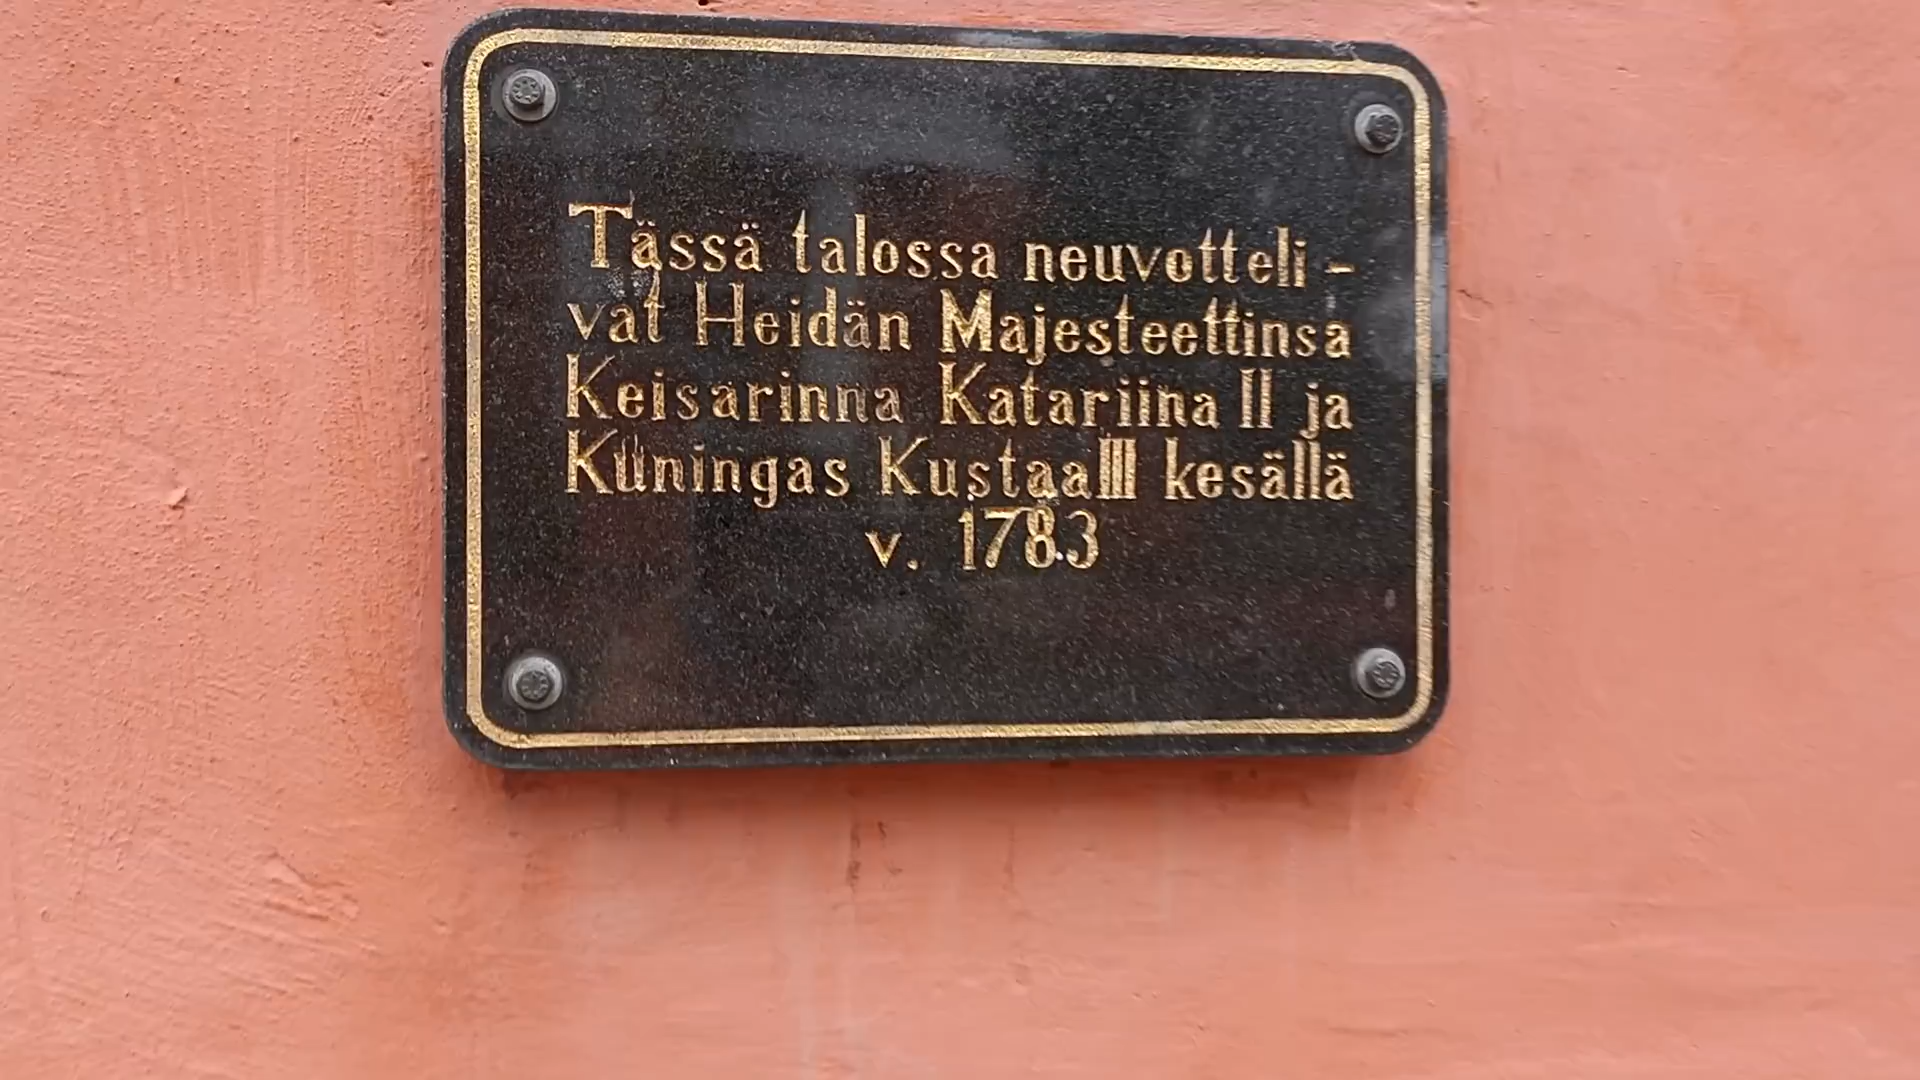 Tässä talossa neuvotteli -
vat Heidän Majesteettinsa
Keisarinna Katariina II ja
Kuningas Kustaa III kesällä
v. 1783